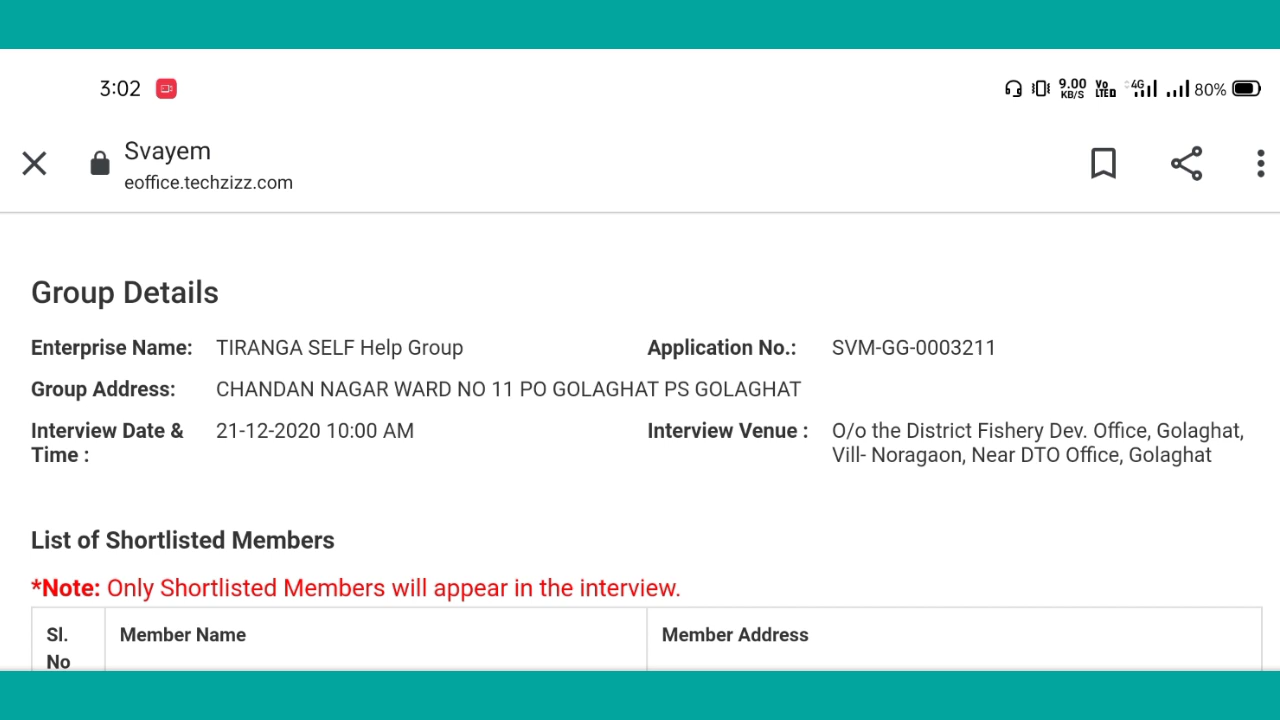 3:02
9.00 KB/S Vo LTE 4G 80%
Svayem
eoffice.techzizz.com
Group Details
Enterprise Name: TIRANGA SELF Help Group Application No.: SVM-GG-0003211
Group Address: CHANDAN NAGAR WARD NO 11 PO GOLAGHAT PS GOLAGHAT
Interview Date & 21-12-2020 10:00 AM Interview Venue : O/o the District Fishery Dev. Office, Golaghat,
Time : Vill- Noragaon, Near DTO Office, Golaghat
List of Shortlisted Members
*Note: Only Shortlisted Members will appear in the interview.
Sl. Member Name Member Address
No